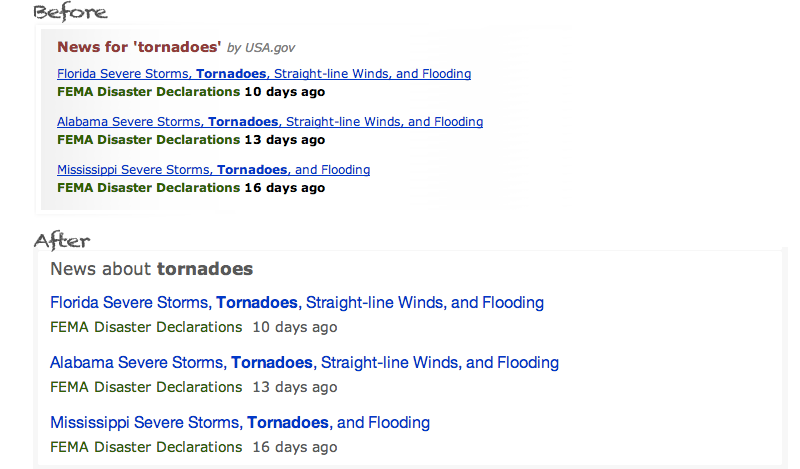 Before
News for 'tornadoes' by USA.gov
Florida Severe Storms, Tornadoes, Straight-line Winds, and Flooding
FEMA Disaster Declarations 10 days ago
Alabama Severe Storms, Tornadoes, Straight-line Winds, and Flooding
FEMA Disaster Declarations 13 days ago
Mississippi Severe Storms, Tornadoes, and Flooding
FEMA Disaster Declarations 16 days ago
After
News about tornadoes
Florida Severe Storms, Tornadoes, Straight-line Winds, and Flooding
FEMA Disaster Declarations 10 days ago
Alabama Severe Storms, Tornadoes, Straight-line Winds, and Flooding
FEMA Disaster Declarations 13 days ago
Mississippi Severe Storms, Tornadoes, and Flooding
FEMA Disaster Declarations 16 days ago